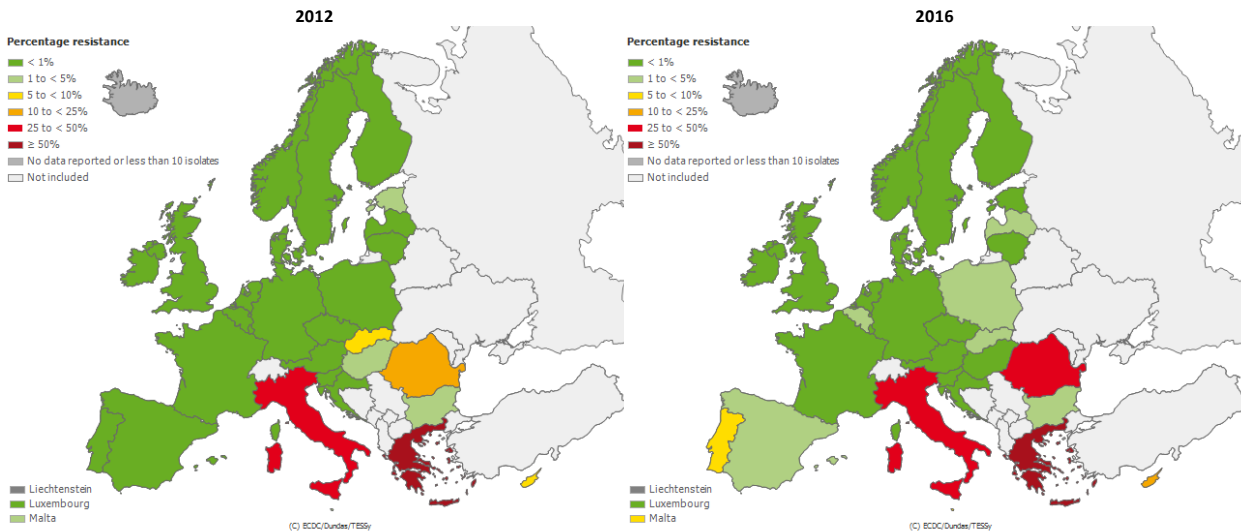 2012
Percentage resistance
< 1%
1 to < 5%
5 to < 10%
10 to < 25%
25 to < 50%
≥ 50%
No data reported or less than 10 isolates
Not included
Liechtenstein
Luxembourg
Malta
(C) ECDC/Dundas/TESSy
2016
Percentage resistance
< 1%
1 to < 5%
5 to < 10%
10 to < 25%
25 to < 50%
≥ 50%
No data reported or less than 10 isolates
Not included
Liechtenstein
Luxembourg
Malta
(C) ECDC/Dundas/TESSy